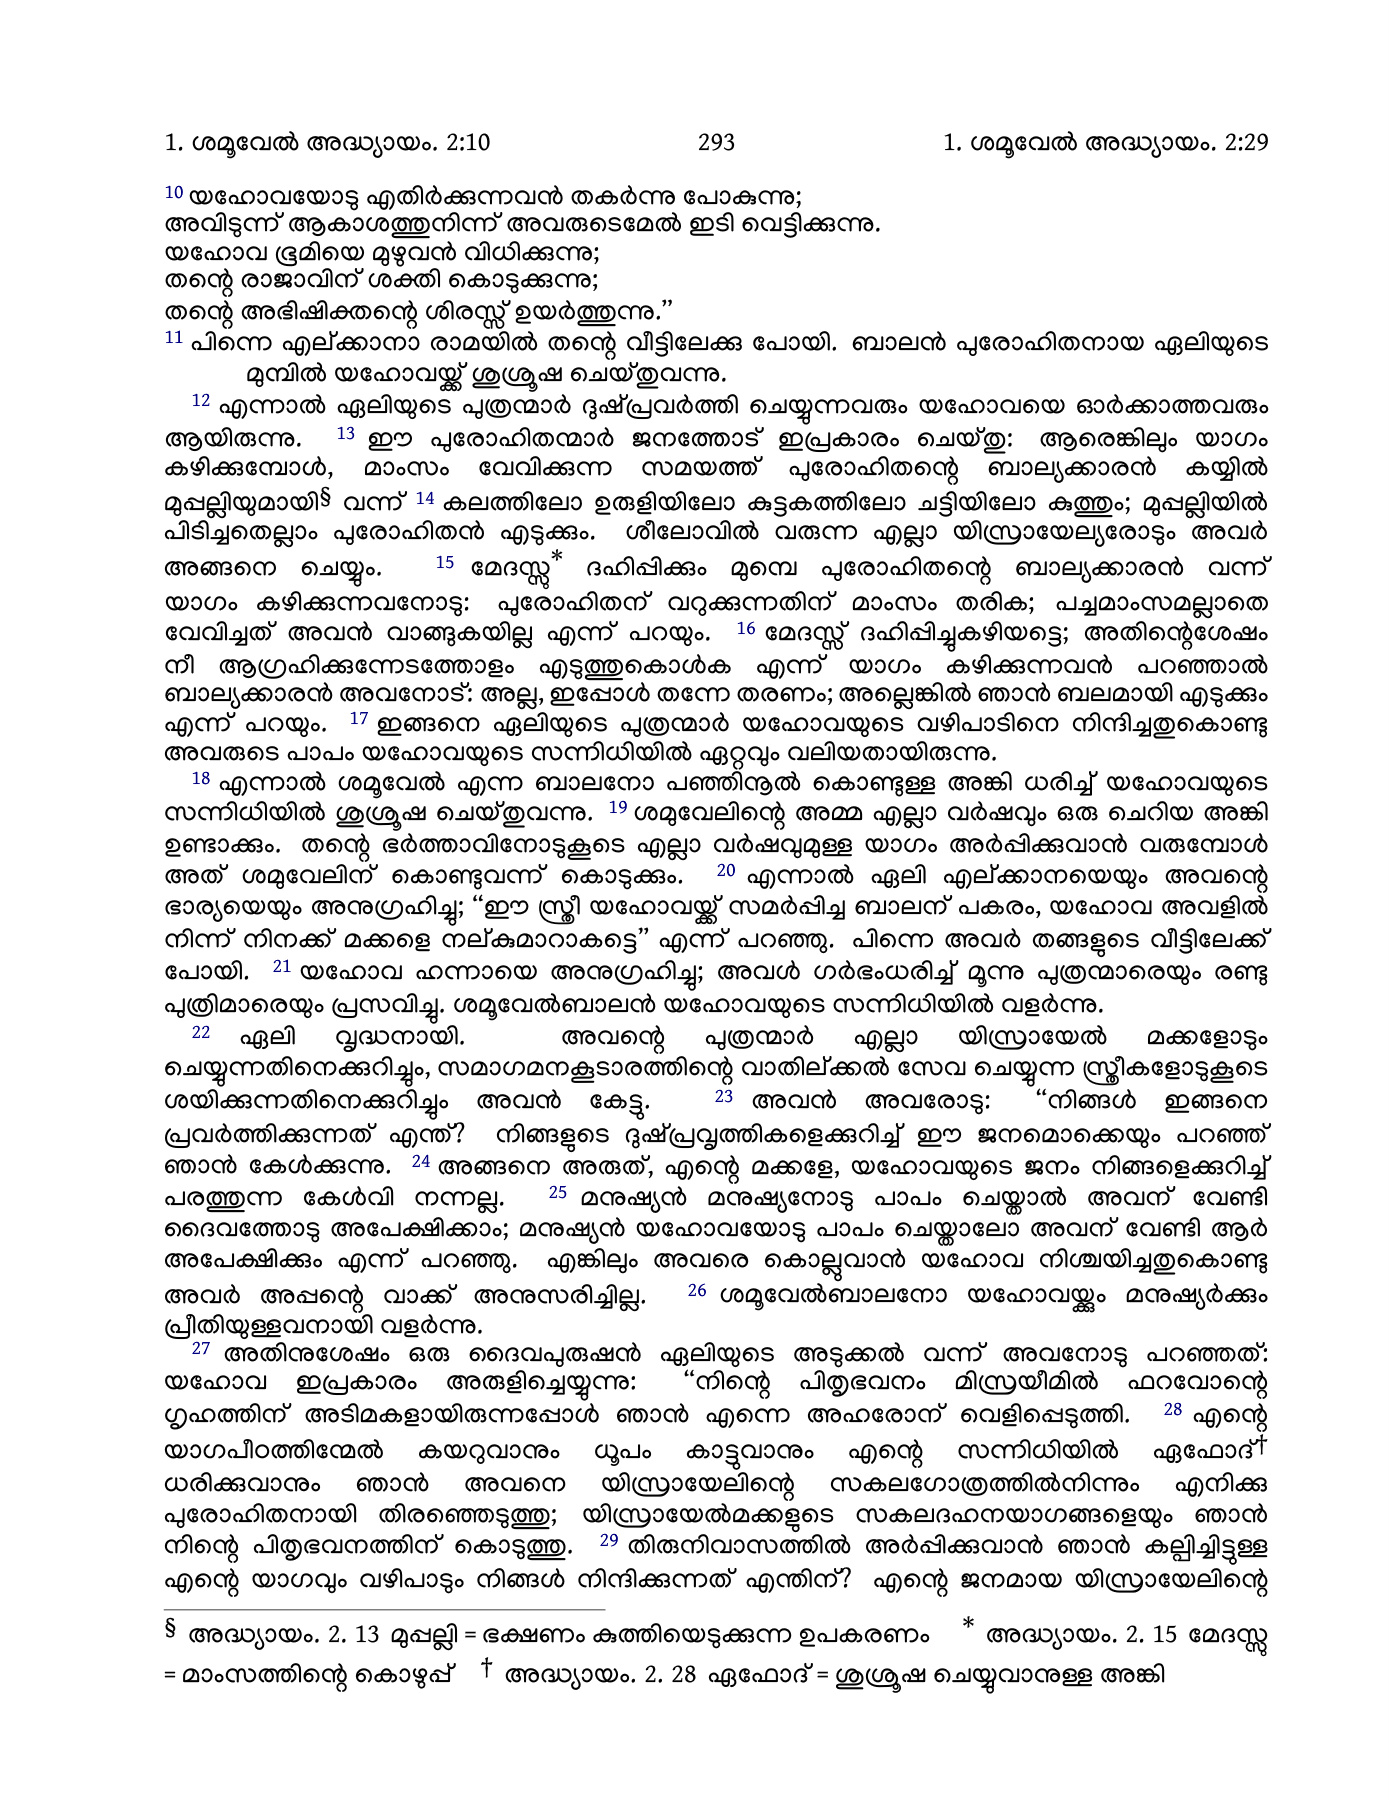 1. ശമൂവേൽ അദ്ധ്യായം. 2:10 293 1. ശമൂവേൽ അദ്ധ്യായം. 2:29
10 യഹോവയോടു എതിർക്കുന്നവൻ തകർന്നു പോകുന്നു;
അവിടുന്ന് ആകാശത്തുനിന്ന് അവരുടെമേൽ ഇടി വെട്ടിക്കുന്നു.
യഹോവ ഭൂമിയെ മുഴുവൻ വിധിക്കുന്നു;
തന്റെ രാജാവിന് ശക്തി കൊടുക്കുന്നു;
തന്റെ അഭിഷിക്തന്റെ ശിരസ്സ് ഉയർത്തുന്നു.”
11 പിന്നെ എല്ക്കാനാ രാമയിൽ തന്റെ വീട്ടിലേക്കു പോയി. ബാലൻ പുരോഹിതനായ ഏലിയുടെ
മുമ്പിൽ യഹോവയ്ക്ക് ശുശ്രൂഷ ചെയ്തുവന്നു.
12 എന്നാൽ ഏലിയുടെ പുത്രന്മാർ ദുഷ്പ്രവർത്തി ചെയ്യുന്നവരും യഹോവയെ ഓർക്കാത്തവരും
ആയിരുന്നു. 13 ഈ പുരോഹിതന്മാർ ജനത്തോട് ഇപ്രകാരം ചെയ്തു: ആരെങ്കിലും യാഗം
കഴിക്കുമ്പോൾ, മാംസം വേവിക്കുന്ന സമയത്ത് പുരോഹിതന്റെ ബാല്യക്കാരൻ കയ്യിൽ
മുപ്പല്ലിയുമായി§ വന്ന് 14 കലത്തിലോ ഉരുളിയിലോ കുട്ടകത്തിലോ ചട്ടിയിലോ കുത്തും; മുപ്പല്ലിയിൽ
പിടിച്ചതെല്ലാം പുരോഹിതൻ എടുക്കും. ശീലോവിൽ വരുന്ന എല്ലാ യിസ്രായേല്യരോടും അവർ
അങ്ങനെ ചെയ്യും. 15 മേദസ്സു* ദഹിപ്പിക്കും മുമ്പെ പുരോഹിതന്റെ ബാല്യക്കാരൻ വന്ന്
യാഗം കഴിക്കുന്നവനോടു: പുരോഹിതന് വറുക്കുന്നതിന് മാംസം തരിക; പച്ചമാംസമല്ലാതെ
വേവിച്ചത് അവൻ വാങ്ങുകയില്ല എന്ന് പറയും. 16 മേദസ്സ് ദഹിപ്പിച്ചുകഴിയട്ടെ; അതിന്റെശേഷം
നീ ആഗ്രഹിക്കുന്നേടത്തോളം എടുത്തുകൊൾക എന്ന് യാഗം കഴിക്കുന്നവൻ പറഞ്ഞാൽ
ബാല്യക്കാരൻ അവനോട്: അല്ല, ഇപ്പോൾ തന്നേ തരണം; അല്ലെങ്കിൽ ഞാൻ ബലമായി എടുക്കും
എന്ന് പറയും. 17 ഇങ്ങനെ ഏലിയുടെ പുത്രന്മാർ യഹോവയുടെ വഴിപാടിനെ നിന്ദിച്ചതുകൊണ്ടു
അവരുടെ പാപം യഹോവയുടെ സന്നിധിയിൽ ഏറ്റവും വലിയതായിരുന്നു.
18 എന്നാൽ ശമൂവേൽ എന്ന ബാലനോ പഞ്ഞിനൂൽ കൊണ്ടുള്ള അങ്കി ധരിച്ച് യഹോവയുടെ
സന്നിധിയിൽ ശുശ്രൂഷ ചെയ്തുവന്നു. 19 ശമുവേലിന്റെ അമ്മ എല്ലാ വർഷവും ഒരു ചെറിയ അങ്കി
ഉണ്ടാക്കും. തന്റെ ഭർത്താവിനോടുകൂടെ എല്ലാ വർഷവുമുള്ള യാഗം അർപ്പിക്കുവാൻ വരുമ്പോൾ
അത് ശമുവേലിന് കൊണ്ടുവന്ന് കൊടുക്കും. 20 എന്നാൽ ഏലി എല്ക്കാനയെയും അവന്റെ
ഭാര്യയെയും അനുഗ്രഹിച്ചു; “ഈ സ്ത്രീ യഹോവയ്ക്ക് സമർപ്പിച്ച ബാലന് പകരം, യഹോവ അവളിൽ
നിന്ന് നിനക്ക് മക്കളെ നല്കുമാറാകട്ടെ” എന്ന് പറഞ്ഞു. പിന്നെ അവർ തങ്ങളുടെ വീട്ടിലേക്ക്
പോയി. 21 യഹോവ ഹന്നായെ അനുഗ്രഹിച്ചു; അവൾ ഗർഭംധരിച്ച് മൂന്നു പുത്രന്മാരെയും രണ്ടു
പുത്രിമാരെയും പ്രസവിച്ചു. ശമൂവേൽബാലൻ യഹോവയുടെ സന്നിധിയിൽ വളർന്നു.
22 ഏലി വൃദ്ധനായി. അവന്റെ പുത്രന്മാർ എല്ലാ യിസ്രായേൽ മക്കളോടും
ചെയ്യുന്നതിനെക്കുറിച്ചും, സമാഗമനകൂടാരത്തിന്റെ വാതില്ക്കൽ സേവ ചെയ്യുന്ന സ്ത്രീകളോടുകൂടെ
ശയിക്കുന്നതിനെക്കുറിച്ചും അവൻ കേട്ടു. 23 അവൻ അവരോടു: “നിങ്ങൾ ഇങ്ങനെ
പ്രവർത്തിക്കുന്നത് എന്ത്? നിങ്ങളുടെ ദുഷ്പ്രവൃത്തികളെക്കുറിച്ച് ഈ ജനമൊക്കെയും പറഞ്ഞ്
ഞാൻ കേൾക്കുന്നു. 24 അങ്ങനെ അരുത്, എന്റെ മക്കളേ, യഹോവയുടെ ജനം നിങ്ങളെക്കുറിച്ച്
പരത്തുന്ന കേൾവി നന്നല്ല. 25 മനുഷ്യൻ മനുഷ്യനോടു പാപം ചെയ്താൽ അവന് വേണ്ടി
ദൈവത്തോടു അപേക്ഷിക്കാം; മനുഷ്യൻ യഹോവയോടു പാപം ചെയ്താലോ അവന് വേണ്ടി ആർ
അപേക്ഷിക്കും എന്ന് പറഞ്ഞു. എങ്കിലും അവരെ കൊല്ലുവാൻ യഹോവ നിശ്ചയിച്ചതുകൊണ്ടു
അവർ അപ്പന്റെ വാക്ക് അനുസരിച്ചില്ല. 26 ശമൂവേൽബാലനോ യഹോവയ്ക്കും മനുഷ്യർക്കും
പ്രീതിയുള്ളവനായി വളർന്നു.
27 അതിനുശേഷം ഒരു ദൈവപുരുഷൻ ഏലിയുടെ അടുക്കൽ വന്ന് അവനോടു പറഞ്ഞത്:
യഹോവ ഇപ്രകാരം അരുളിച്ചെയ്യുന്നു: “നിന്റെ പിതൃഭവനം മിസ്രയീമിൽ ഫറവോന്റെ
ഗൃഹത്തിന് അടിമകളായിരുന്നപ്പോൾ ഞാൻ എന്നെ അഹരോന് വെളിപ്പെടുത്തി. 28 എന്റെ
യാഗപീഠത്തിന്മേൽ കയറുവാനും ധൂപം കാട്ടുവാനും എന്റെ സന്നിധിയിൽ ഏഫോദ്†
ധരിക്കുവാനും ഞാൻ അവനെ യിസ്രായേലിന്റെ സകലഗോത്രത്തിൽനിന്നും എനിക്കു
പുരോഹിതനായി തിരഞ്ഞെടുത്തു; യിസ്രായേൽമക്കളുടെ സകലദഹനയാഗങ്ങളെയും ഞാൻ
നിന്റെ പിതൃഭവനത്തിന് കൊടുത്തു. 29 തിരുനിവാസത്തിൽ അർപ്പിക്കുവാൻ ഞാൻ കല്പിച്ചിട്ടുള്ള
എന്റെ യാഗവും വഴിപാടും നിങ്ങൾ നിന്ദിക്കുന്നത് എന്തിന്? എന്റെ ജനമായ യിസ്രായേലിന്റെ
§ അദ്ധ്യായം. 2. 13 മുപ്പല്ലി = ഭക്ഷണം കുത്തിയെടുക്കുന്ന ഉപകരണം * അദ്ധ്യായം. 2. 15 മേദസ്സു
= മാംസത്തിന്റെ കൊഴുപ്പ് † അദ്ധ്യായം. 2. 28 ഏഫോദ് = ശുശ്രൂഷ ചെയ്യുവാനുള്ള അങ്കി